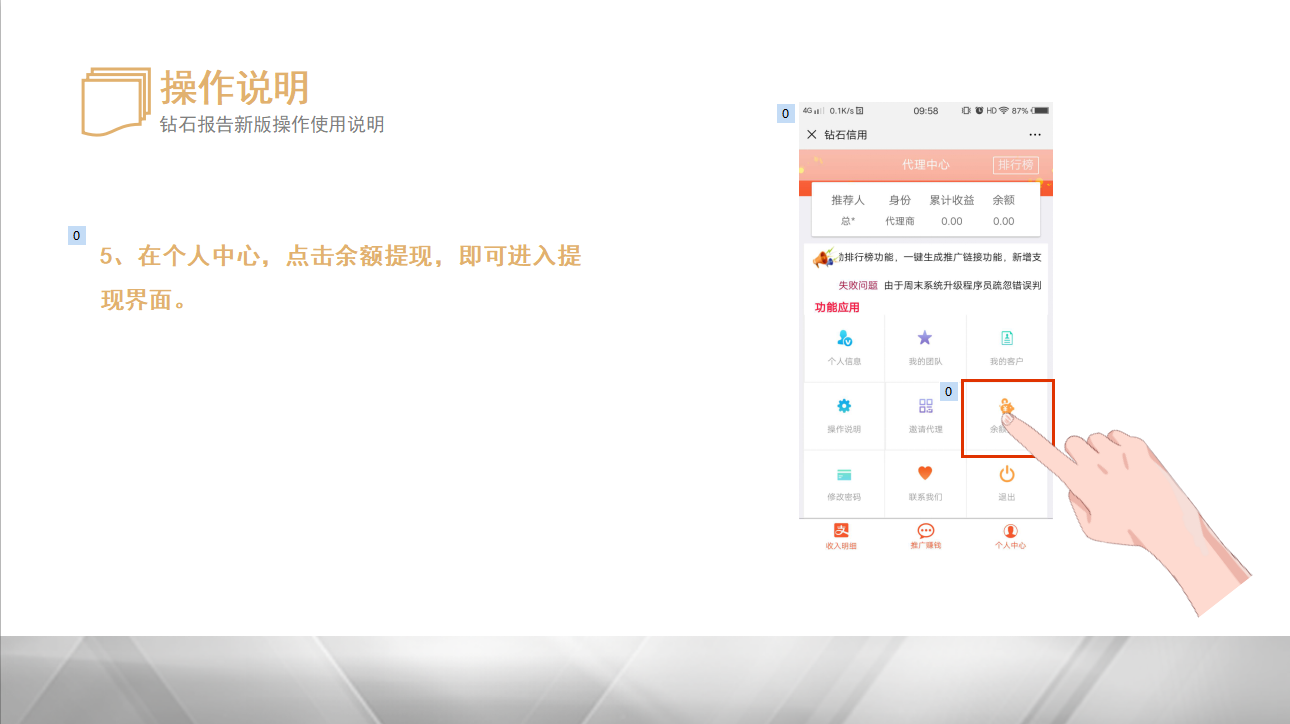 操作说明
钻石报告新版操作使用说明
0
5、在个人中心，点击余额提现，即可进入提
现界面。
0
4G 0.1K/s 09:58 HD 87%
钻石信用
代理中心 排行榜
推荐人 身份 累计收益 余额
总* 代理商 0.00 0.00
排行榜功能，一键生成推广链接功能，新增支
失败问题 由于周末系统升级程序员疏忽错误判
功能应用
个人信息 我的团队 我的客户
0
操作说明 邀请代理 余
修改密码 联系我们 退出
收入明细 推广赚钱 个人中心